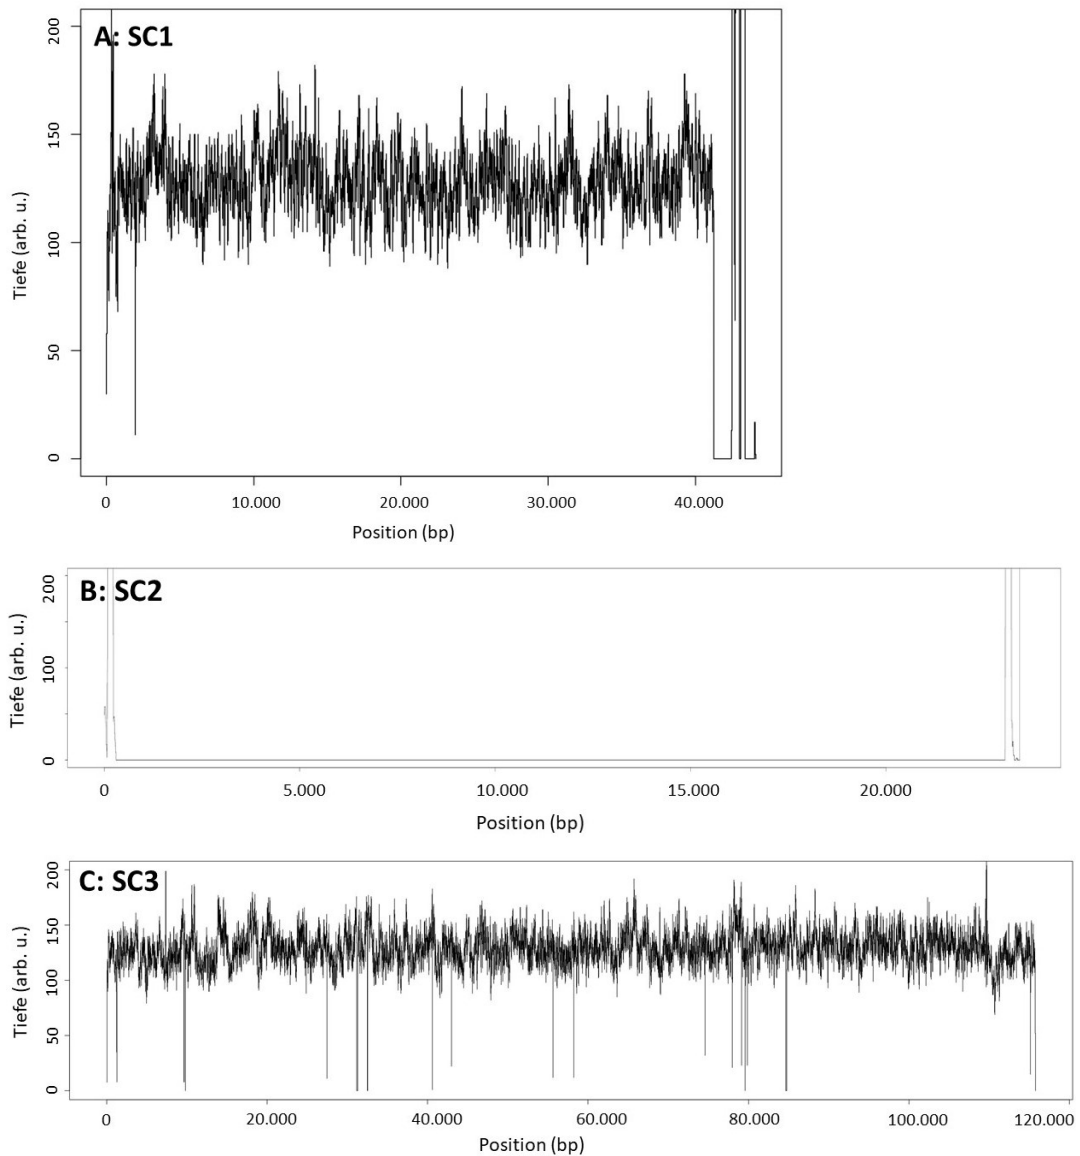 A: SC1
200
150
100
50
0
Tiefe (arb. u.)
0 10.000 20.000 30.000 40.000
Position (bp)
B: SC2
200
100
0
Tiefe (arb. u.)
0 5.000 10.000 15.000 20.000
Position (bp)
C: SC3
200
150
100
50
0
Tiefe (arb. u.)
0 20.000 40.000 60.000 80.000 100.000 120.000
Position (bp)